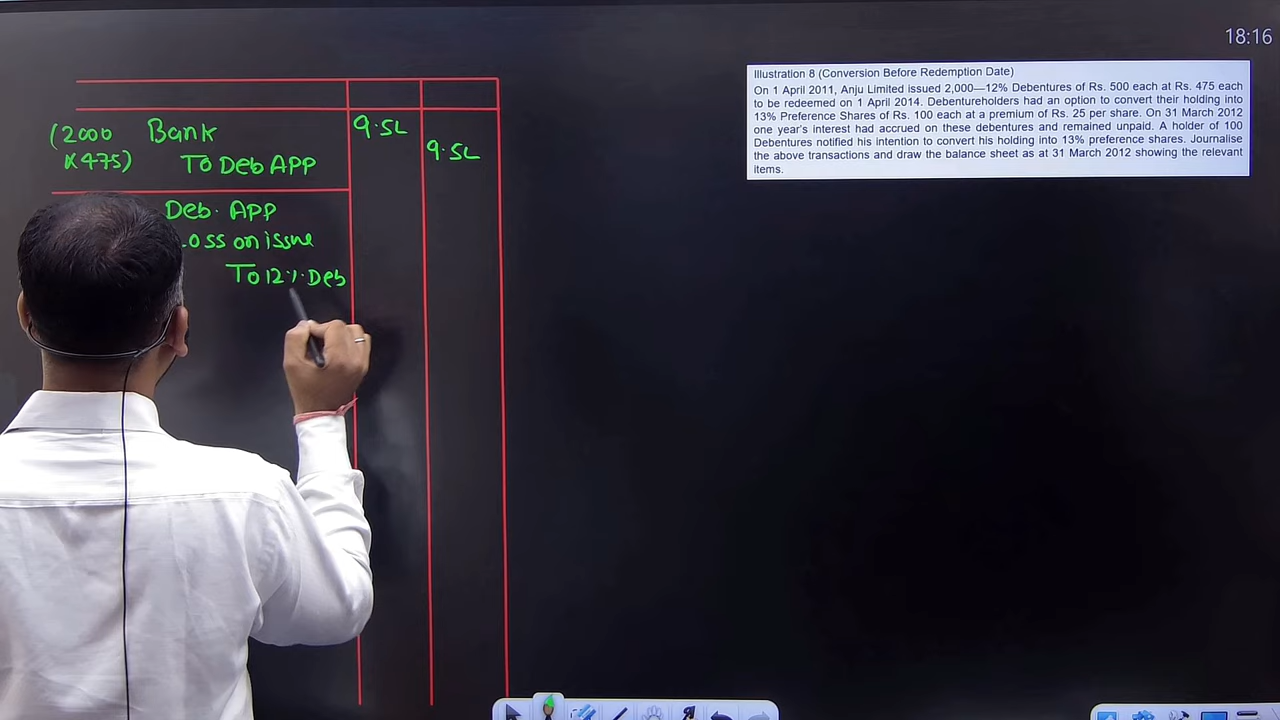 18:16
Illustration 8 (Conversion Before Redemption Date)
On 1 April 2011, Anju Limited issued 2,000—12% Debentures of Rs. 500 each at Rs. 475 each
to be redeemed on 1 April 2014. Debentureholders had an option to convert their holding into
13% Preference Shares of Rs. 100 each at a premium of Rs. 25 per share. On 31 March 2012
one year's interest had accrued on these debentures and remained unpaid. A holder of 100
Debentures notified his intention to convert his holding into 13% preference shares. Journalise
the above transactions and draw the balance sheet as at 31 March 2012 showing the relevant
items.
(2000 Bank 9.5L
x475) To Deb App 9.5L
Deb. App
Loss on issue
To 12% Deb